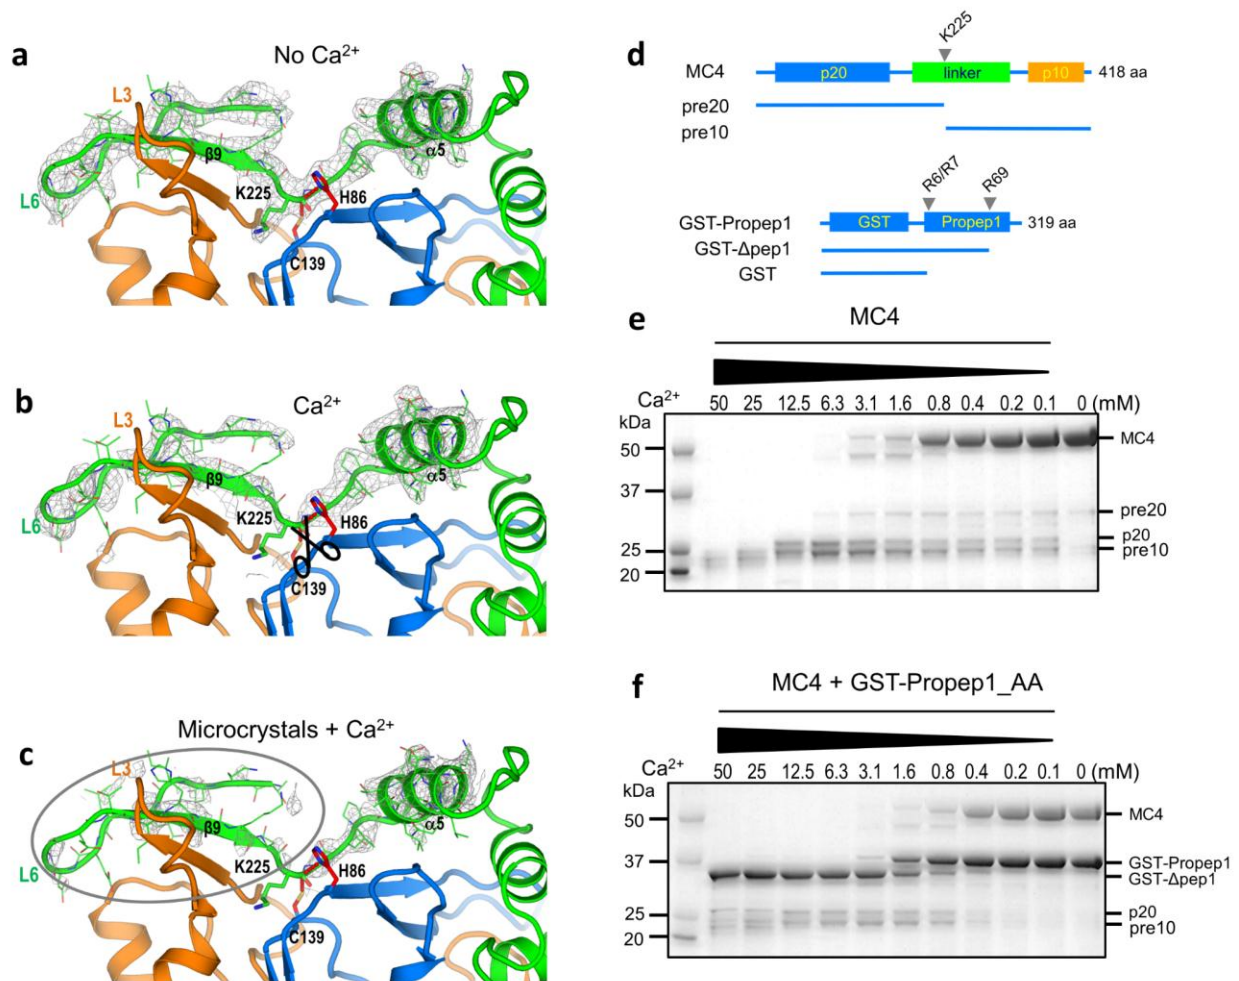 a
No Ca2+
L3
β9
α5
K225
H86
L6
C139
b
Ca2+
L3
β9
α5
K225
H86
L6
C139
c
Microcrystals + Ca2+
L3
β9
α5
K225
H86
L6
C139
d
K225
MC4 p20 linker p10 418 aa
pre20
pre10
R6/R7 R69
GST-Propep1 GST Propep1 319 aa
GST-Δpep1
GST
e
MC4
Ca2+ 50 25 12.5 6.3 3.1 1.6 0.8 0.4 0.2 0.1 0 (mM)
kDa
MC4
50
37
pre20
p20
25 pre10
20
f
MC4 + GST-Propep1_AA
Ca2+ 50 25 12.5 6.3 3.1 1.6 0.8 0.4 0.2 0.1 0 (mM)
kDa
MC4
50
37 GST-Propep1
GST-Δpep1
25 p20
pre10
20